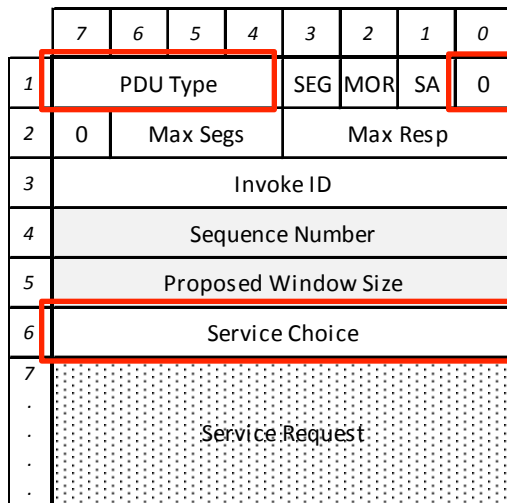 7 6 5 4 3 2 1 0
1 PDU Type SEG MOR SA 0
2 0 Max Segs Max Resp
3 Invoke ID
4 Sequence Number
5 Proposed Window Size
6 Service Choice
7
.
.
Service Request
.
.